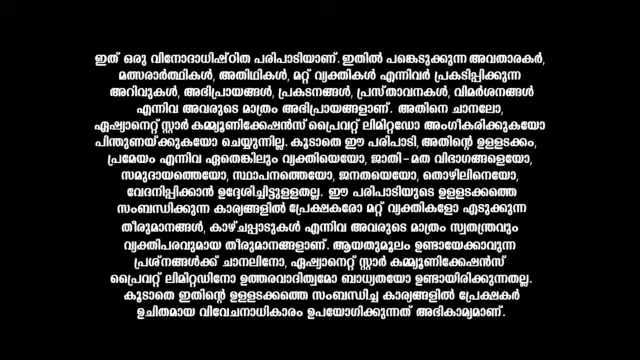 ഇത് ഒരു വിനോദാധിഷ്ഠിത പരിപാടിയാണ്. ഇതിൽ പങ്കെടുക്കുന്ന അവതാരകർ,
മത്സരാർത്ഥികൾ, അതിഥികൾ, മറ്റ് വ്യക്തികൾ എന്നിവർ പ്രകടിപ്പിക്കുന്ന
അറിവുകൾ, അഭിപ്രായങ്ങൾ, പ്രകടനങ്ങൾ, പ്രസ്താവനകൾ, വിമർശനങ്ങൾ
എന്നിവ അവരുടെ മാത്രം അഭിപ്രായങ്ങളാണ്. അതിനെ ചാനലോ,
ഏഷ്യാനെറ്റ് സ്റ്റാർ കമ്മ്യൂണിക്കേഷൻസ് പ്രൈവറ്റ് ലിമിറ്റഡോ അംഗീകരിക്കുകയോ
പിന്തുണയ്ക്കുകയോ ചെയ്യുന്നില്ല. കൂടാതെ ഈ പരിപാടി, അതിന്റെ ഉള്ളടക്കം,
പ്രമേയം എന്നിവ ഏതെങ്കിലും വ്യക്തിയെയോ, ജാതി - മത വിഭാഗങ്ങളെയോ,
സമുദായത്തെയോ, സ്ഥാപനത്തെയോ, ജനതയെയോ, തൊഴിലിനെയോ,
വേദനിപ്പിക്കാൻ ഉദ്ദേശിച്ചിട്ടുള്ളതല്ല. ഈ പരിപാടിയുടെ ഉള്ളടക്കത്തെ
സംബന്ധിക്കുന്ന കാര്യങ്ങളിൽ പ്രേക്ഷകരോ മറ്റ് വ്യക്തികളോ എടുക്കുന്ന
തീരുമാനങ്ങൾ, കാഴ്ചപ്പാടുകൾ എന്നിവ അവരുടെ മാത്രം സ്വതന്ത്രവും
വ്യക്തിപരവുമായ തീരുമാനങ്ങളാണ്. ആയതുമൂലം ഉണ്ടായേക്കാവുന്ന
പ്രശ്നങ്ങൾക്ക് ചാനലിനോ, ഏഷ്യാനെറ്റ് സ്റ്റാർ കമ്മ്യൂണിക്കേഷൻസ്
പ്രൈവറ്റ് ലിമിറ്റഡിനോ ഉത്തരവാദിത്വമോ ബാധ്യതയോ ഉണ്ടായിരിക്കുന്നതല്ല.
കൂടാതെ ഇതിന്റെ ഉള്ളടക്കത്തെ സംബന്ധിച്ച കാര്യങ്ങളിൽ പ്രേക്ഷകർ
ഉചിതമായ വിവേചനാധികാരം ഉപയോഗിക്കുന്നത് അഭികാമ്യമാണ്.